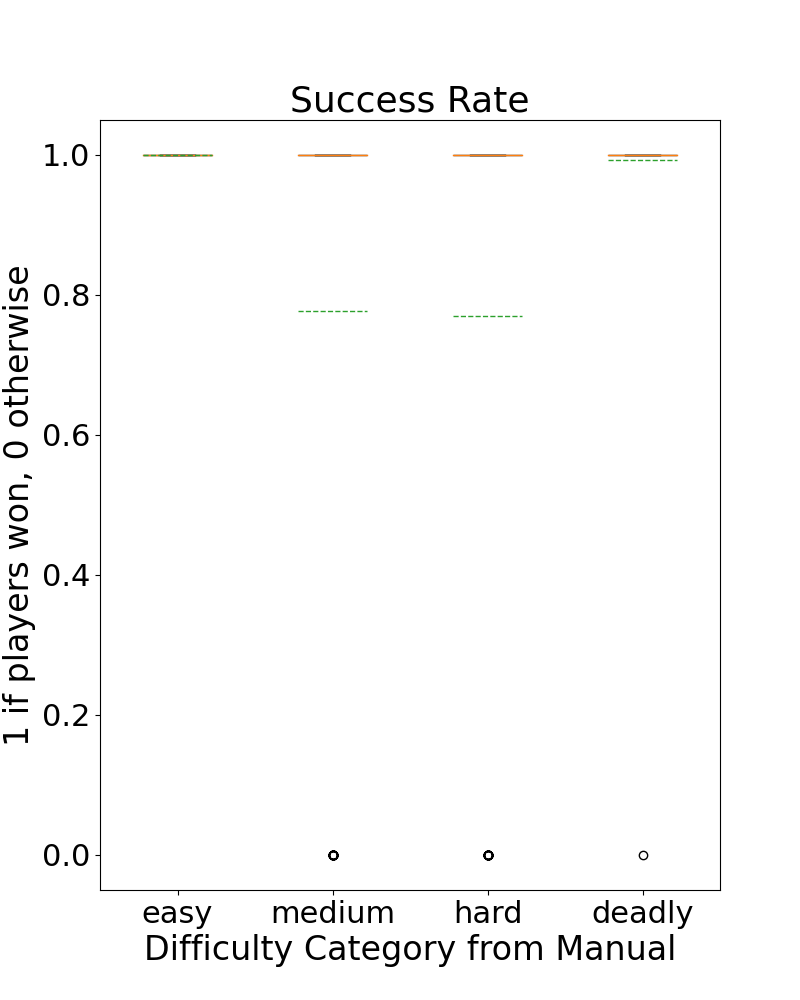 Success Rate
1 if players won, 0 otherwise
1.0
0.8
0.6
0.4
0.2
0.0
easy medium hard deadly
Difficulty Category from Manual